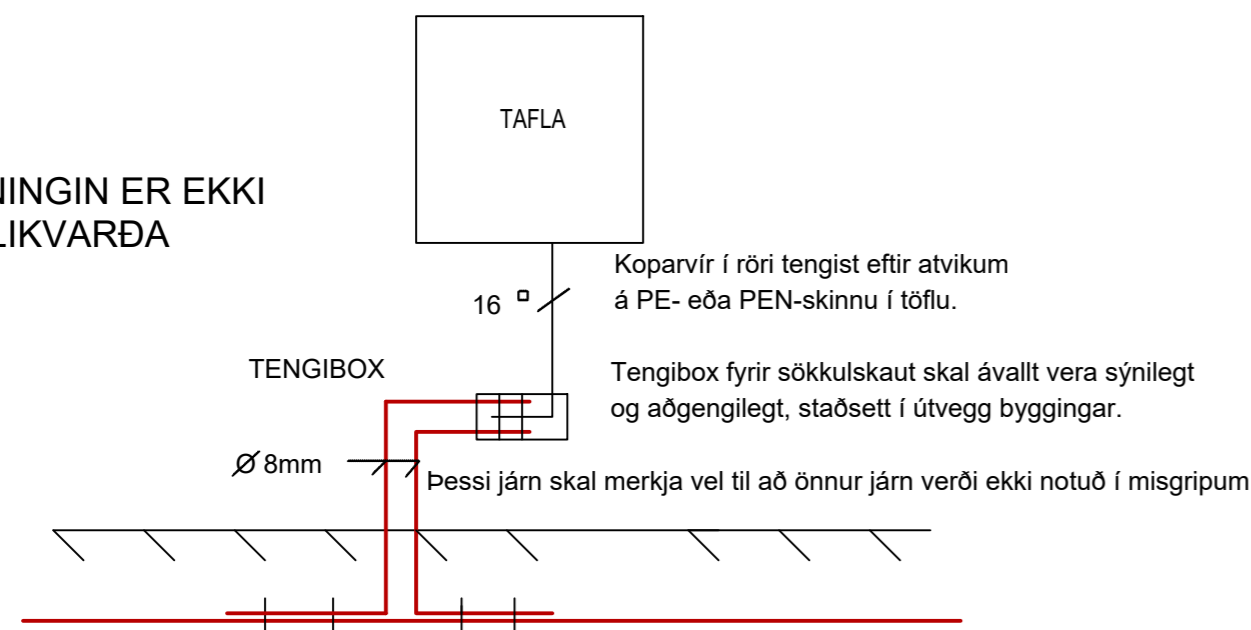 TAFLA
NINGIN ER EKKI
LIKVARÐA
Koparvír í röri tengist eftir atvikum
á PE- eða PEN-skinnu í töflu.
16
TENGIBOX
Tengibox fyrir sökkulskaut skal ávallt vera sýnilegt
og aðgengilegt, staðsett í útvegg byggingar.
Ø 8mm
Þessi járn skal merkja vel til að önnur járn verði ekki notuð í misgripum